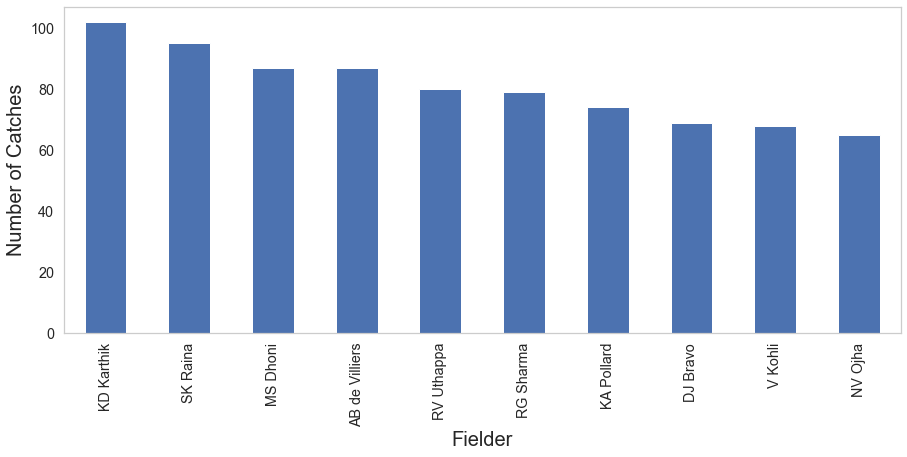 Number of Catches
100
80
60
40
20
0
KD Karthik
SK Raina
MS Dhoni
AB de Villiers
RV Uthappa
RG Sharma
KA Pollard
DJ Bravo
V Kohli
NV Ojha
Fielder